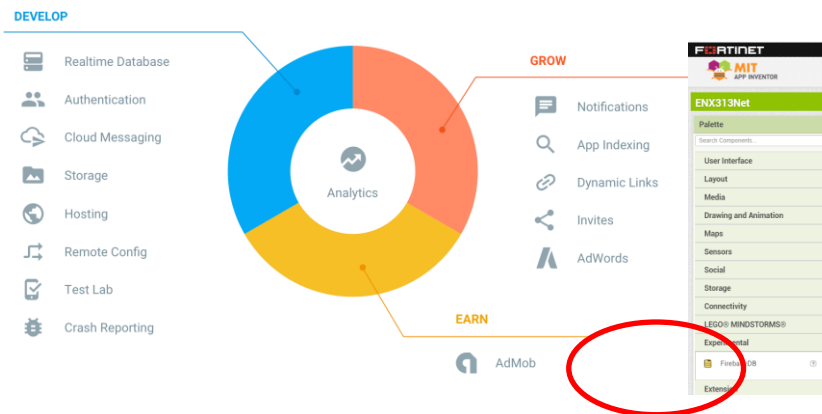 DEVELOP
Realtime Database
Authentication
Cloud Messaging
Storage
Hosting
Remote Config
Test Lab
Crash Reporting
Analytics
GROW
Notifications
App Indexing
Dynamic Links
Invites
AdWords
EARN
AdMob
FORTINET
MIT
APP INVENTOR
ENX313Net
Palette
Search Components...
User Interface
Layout
Media
Drawing and Animation
Maps
Sensors
Social
Storage
Connectivity
LEGO® MINDSTORMS®
Experimental
FirebaseDB
Extension